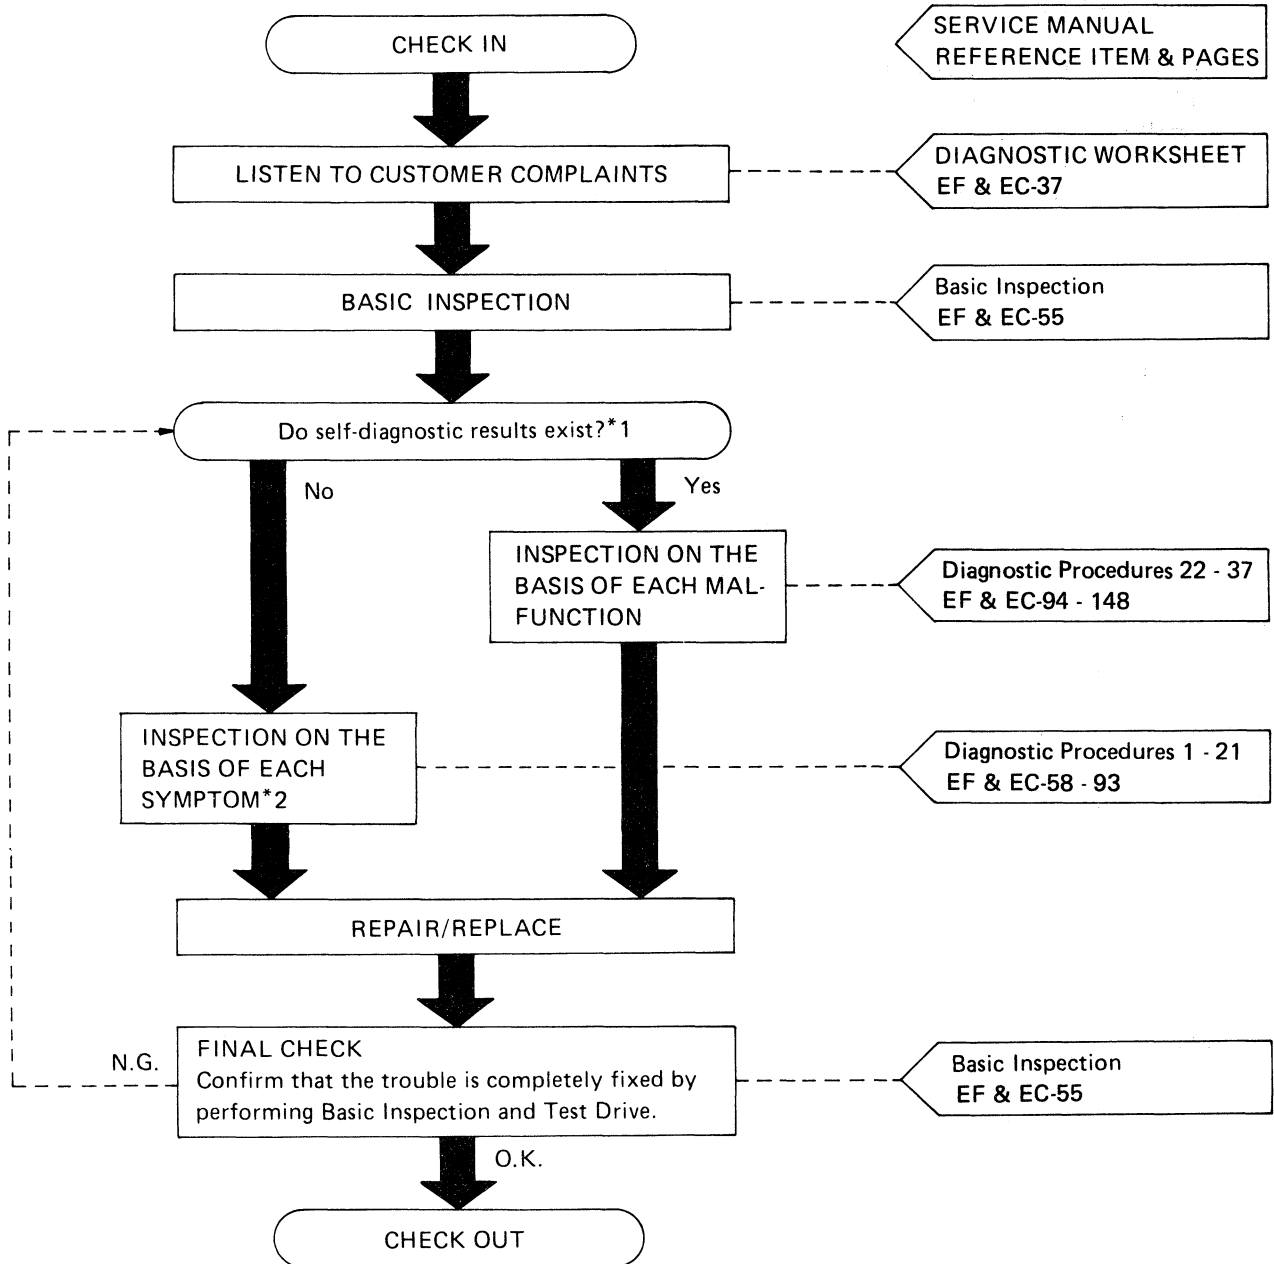 CHECK IN
SERVICE MANUAL
REFERENCE ITEM & PAGES
LISTEN TO CUSTOMER COMPLAINTS
DIAGNOSTIC WORKSHEET
EF & EC-37
BASIC INSPECTION
Basic Inspection
EF & EC-55
Do self-diagnostic results exist?*1
No
Yes
INSPECTION ON THE
BASIS OF EACH MAL-
FUNCTION
Diagnostic Procedures 22 - 37
EF & EC-94 - 148
INSPECTION ON THE
BASIS OF EACH
SYMPTOM*2
Diagnostic Procedures 1 - 21
EF & EC-58 - 93
REPAIR/REPLACE
N.G.
FINAL CHECK
Confirm that the trouble is completely fixed by
performing Basic Inspection and Test Drive.
Basic Inspection
EF & EC-55
O.K.
CHECK OUT